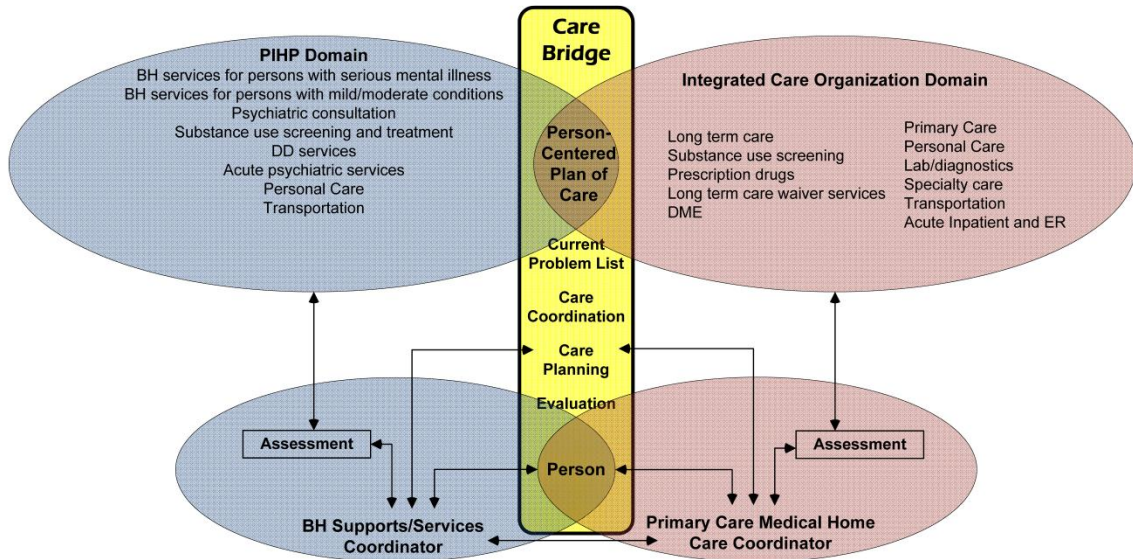 Care
Bridge
PIHP Domain
BH services for persons with serious mental illness
BH services for persons with mild/moderate conditions
Psychiatric consultation
Substance use screening and treatment
DD services
Acute psychiatric services
Personal Care
Transportation
Person-
Centered
Plan of
Care
Integrated Care Organization Domain
Long term care
Substance use screening
Prescription drugs
Long term care waiver services
DME
Primary Care
Personal Care
Lab/diagnostics
Specialty care
Transportation
Acute Inpatient and ER
Current
Problem List
Care
Coordination
Care
Planning
Evaluation
Assessment
Person
Assessment
BH Supports/Services
Coordinator
Primary Care Medical Home
Care Coordinator